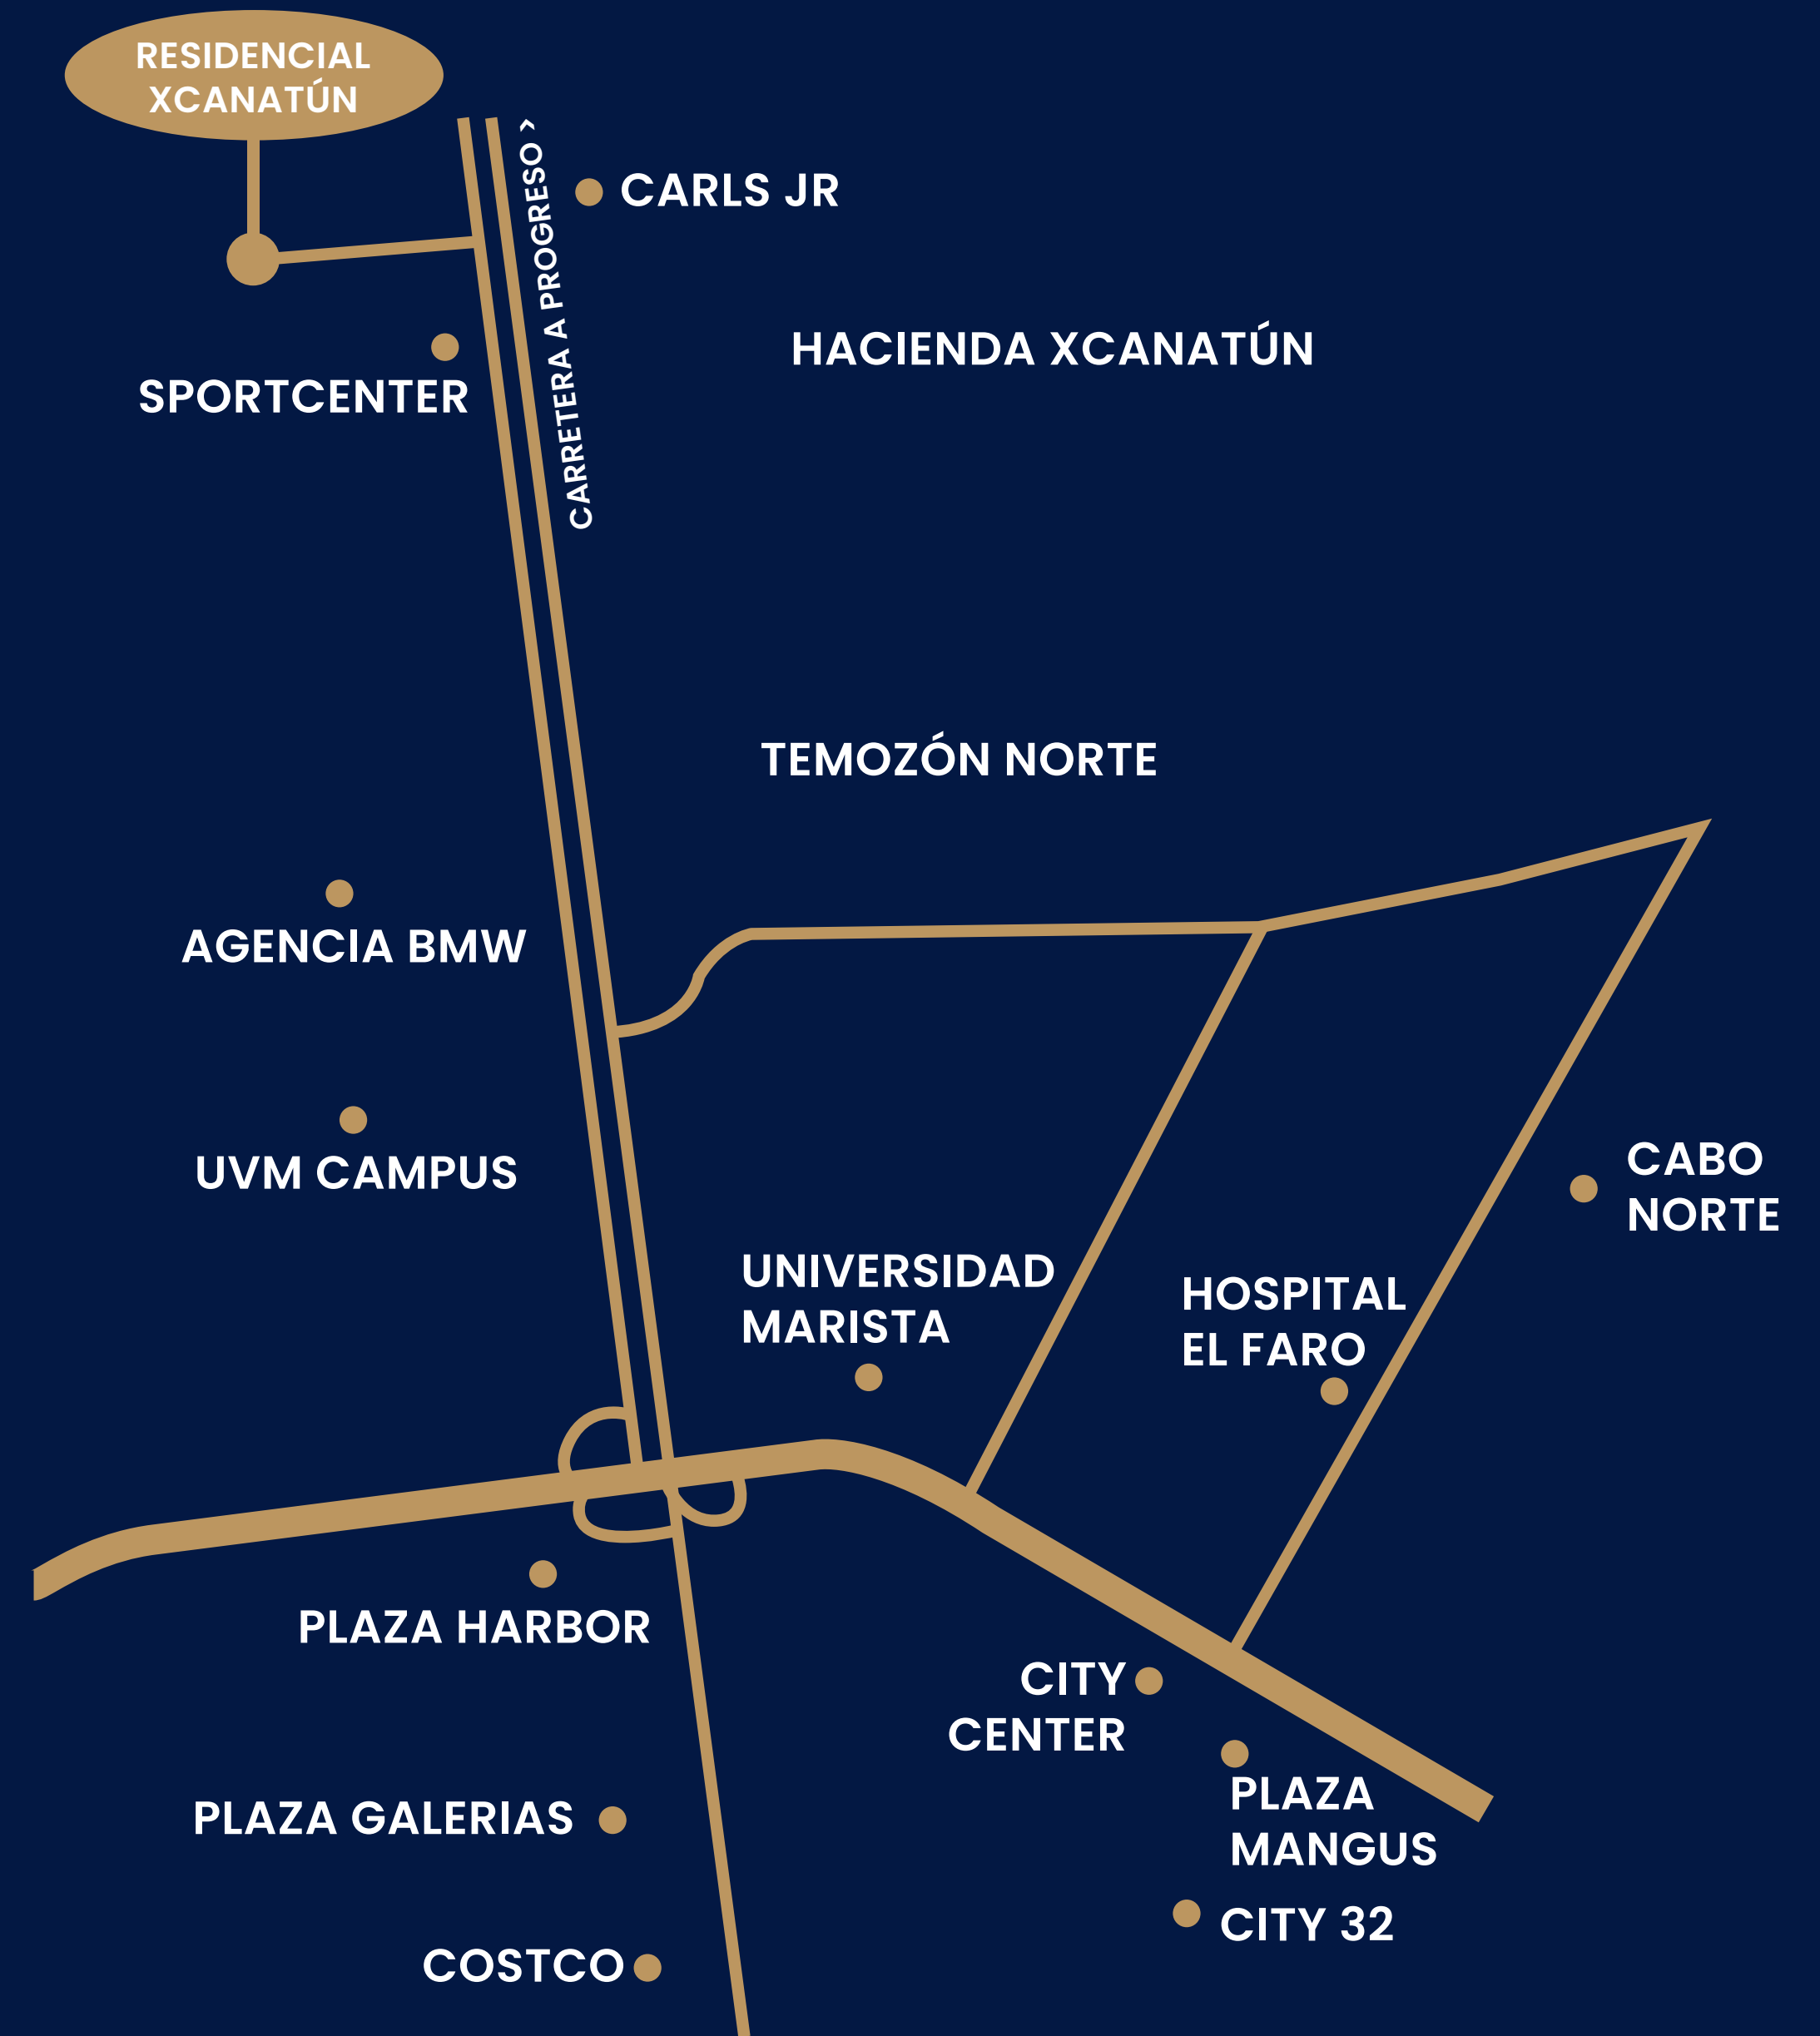 RESIDENCIAL
XCANATÚN
CARRETERA A PROGRESO >
CARLS JR
HACIENDA XCANATÚN
SPORTCENTER
TEMOZÓN NORTE
AGENCIA BMW
UVM CAMPUS
CABO
NORTE
UNIVERSIDAD
MARISTA
HOSPITAL
EL FARO
PLAZA HARBOR
CITY
CENTER
PLAZA
MANGUS
PLAZA GALERIAS
CITY 32
COSTCO